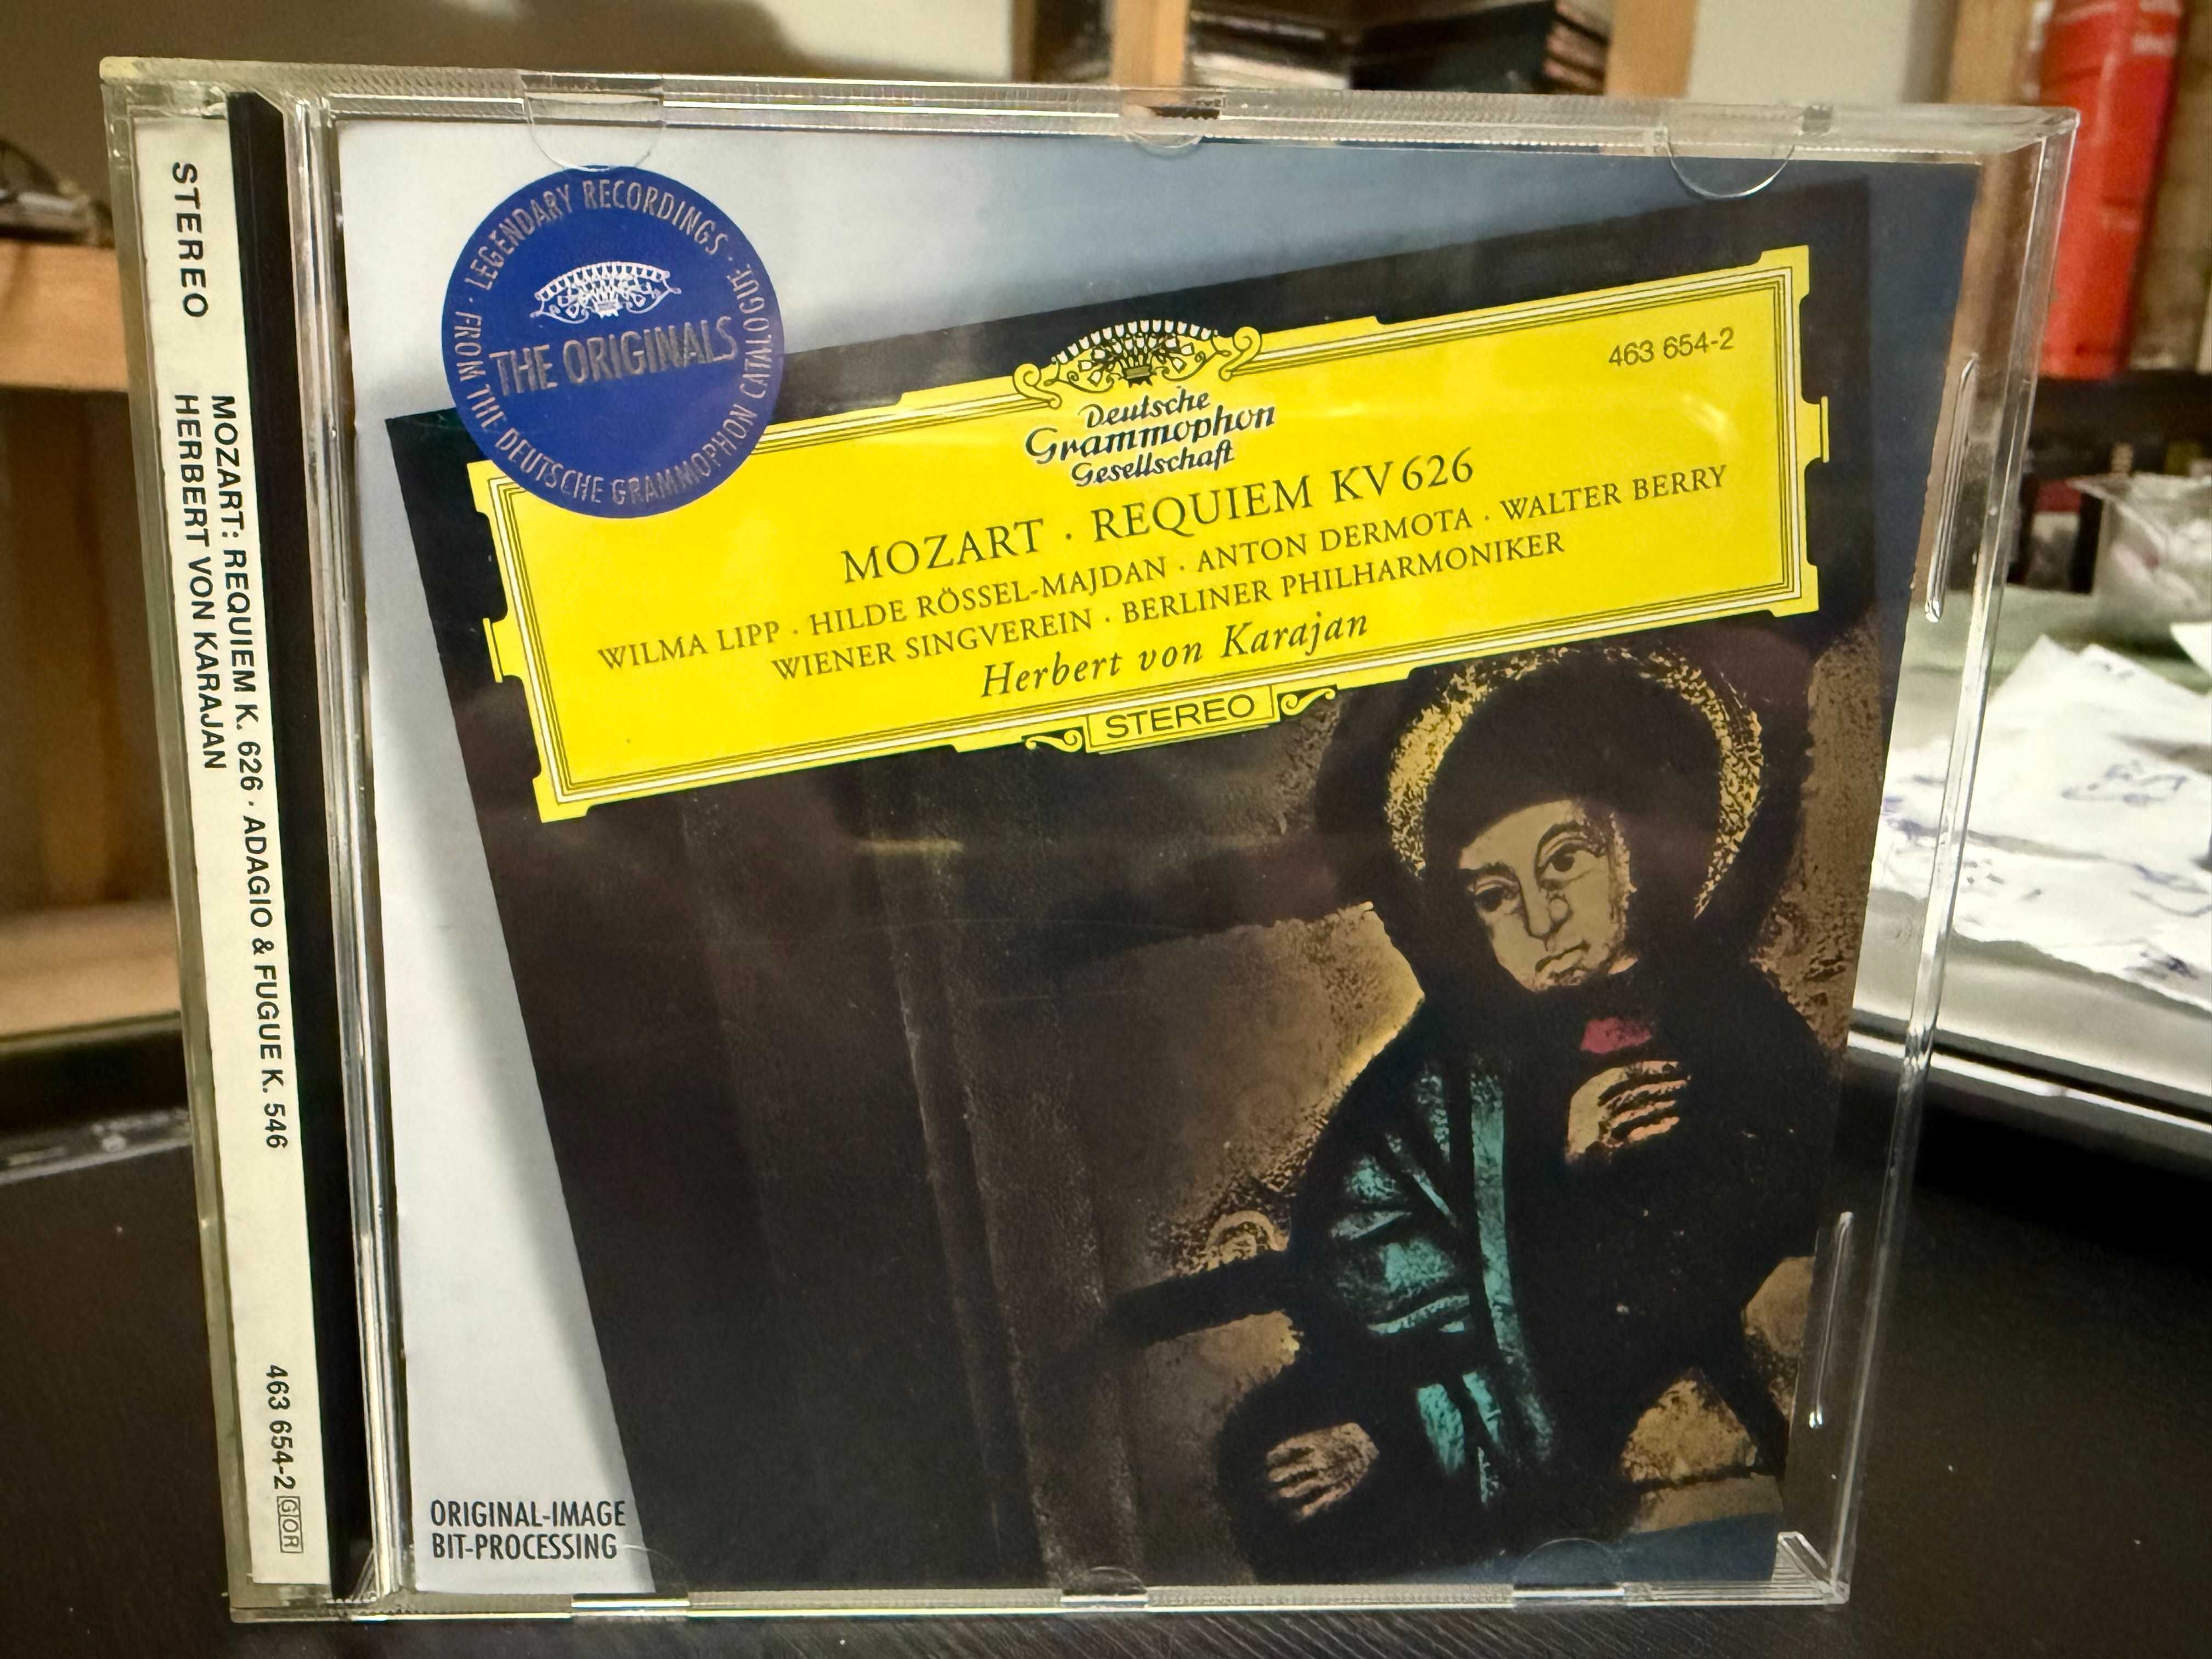 STEREO
MOZART: REQUIEM K. 626 · ADAGIO & FUGUE K. 546
HERBERT VON KARAJAN
463 654-2 GOR
· LEGENDARY RECORDINGS ·
FROM THE DEUTSCHE GRAMMOPHON CATALOGUE
THE ORIGINALS
463 654-2
Deutsche
Grammophon
Gesellschaft
MOZART · REQUIEM KV 626
WILMA LIPP · HILDE RÖSSEL-MAJDAN · ANTON DERMOTA · WALTER BERRY
WIENER SINGVEREIN · BERLINER PHILHARMONIKER
Herbert von Karajan
STEREO
ORIGINAL-IMAGE
BIT-PROCESSING